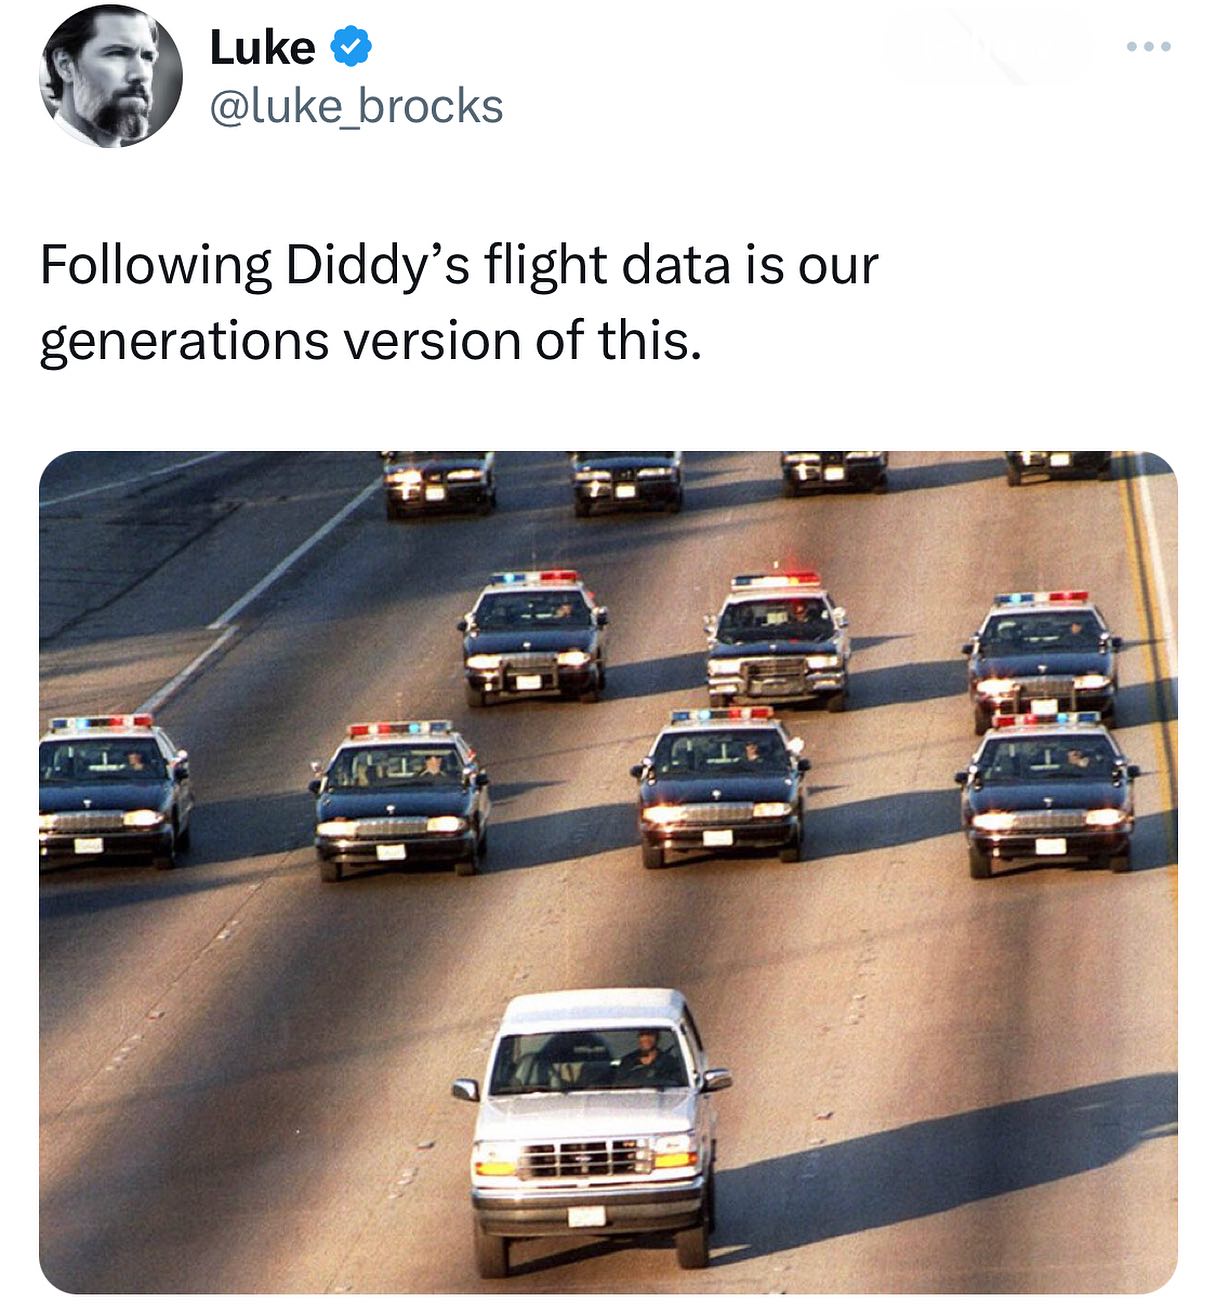 Luke
@luke_brocks
Following Diddy’s flight data is our
generations version of this.